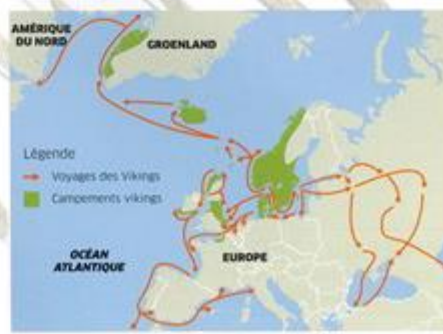 AMÉRIQUE
DU NORD
GROENLAND
Légende
Voyages des Vikings
Campements vikings
OCÉAN
ATLANTIQUE
EUROPE